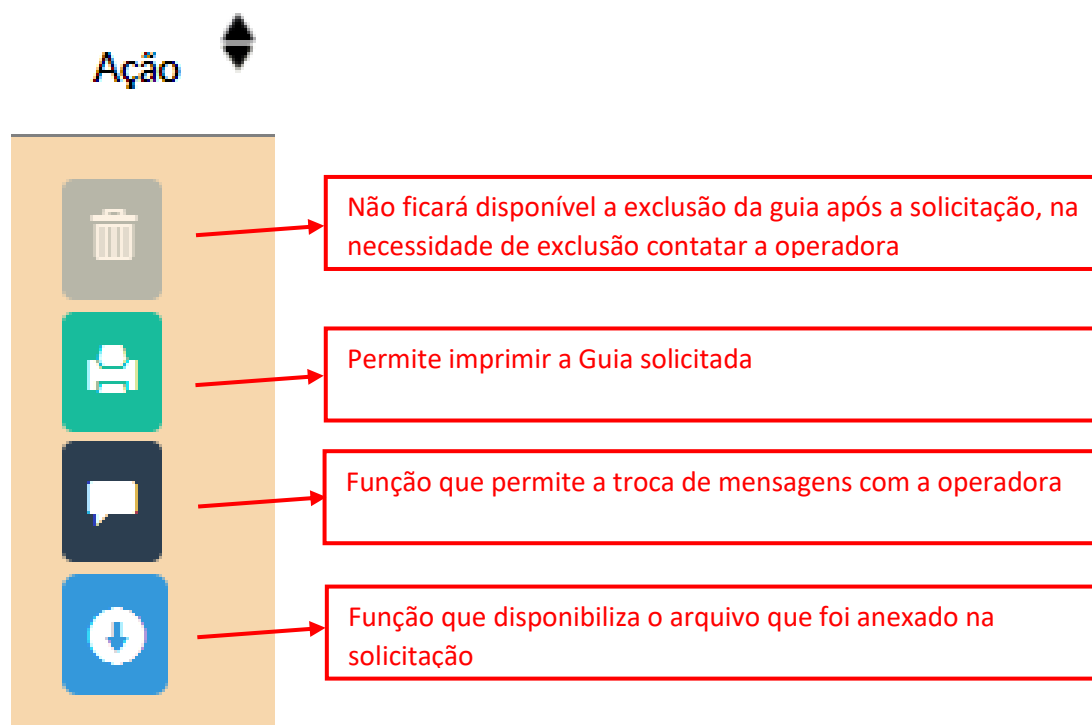 Ação
Não ficará disponível a exclusão da guia após a solicitação, na
necessidade de exclusão contatar a operadora
Permite imprimir a Guia solicitada
Função que permite a troca de mensagens com a operadora
Função que disponibiliza o arquivo que foi anexado na
solicitação